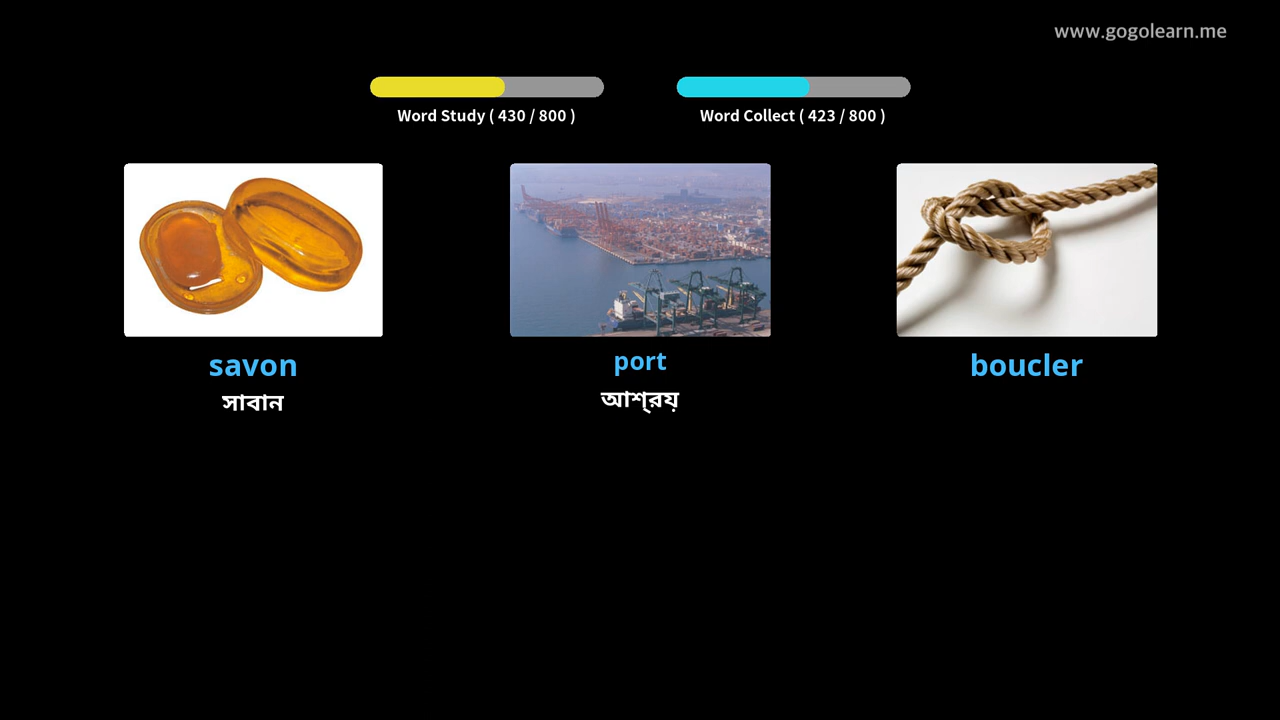 www.gogolearn.me
Word Study ( 430 / 800 )
Word Collect ( 423 / 800 )
savon
port
boucler
সাবান
আশ্রয়